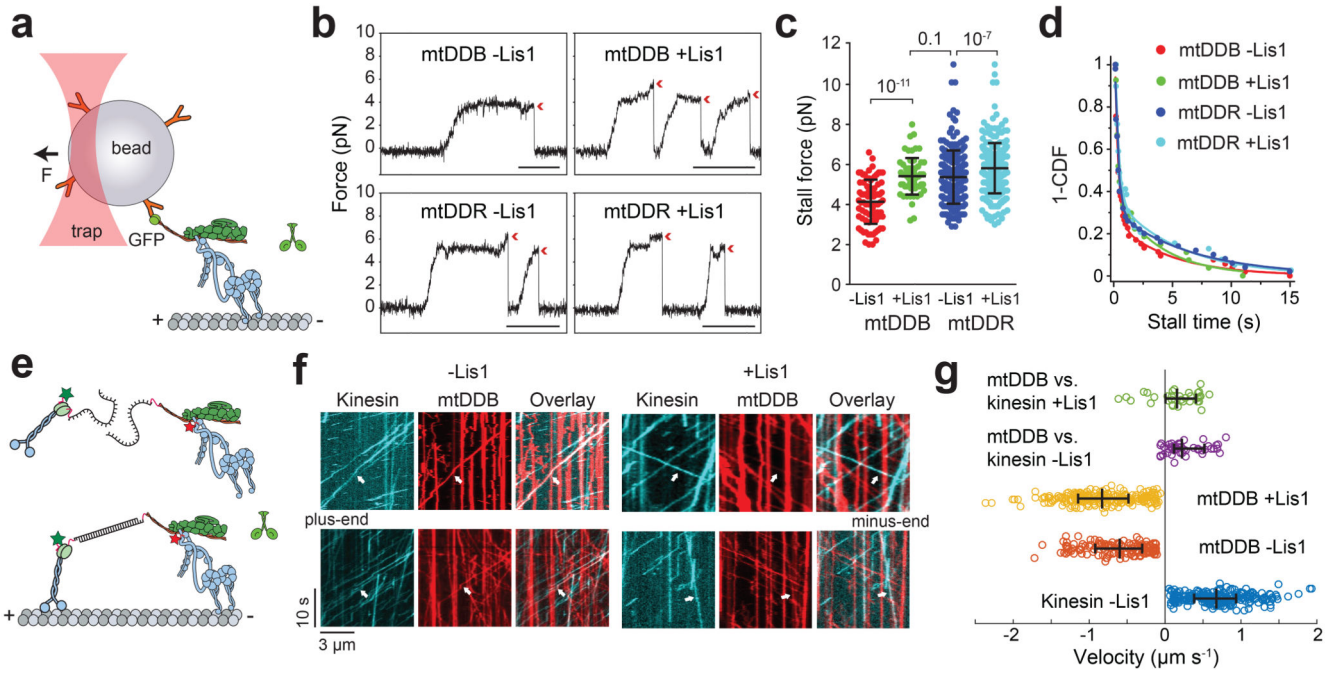 a
bead
F
trap
GFP
+
-
b
Force (pN)
mtDDB -Lis1
mtDDB +Lis1
10
8
6
4
2
0
mtDDR -Lis1
mtDDR +Lis1
10
8
6
4
2
0
c
Stall force (pN)
0.1
10⁻⁷
10⁻¹¹
12
10
8
6
4
2
0
-Lis1 +Lis1 -Lis1 +Lis1
mtDDB mtDDR
d
mtDDB -Lis1
mtDDB +Lis1
mtDDR -Lis1
mtDDR +Lis1
1-CDF
1
0.8
0.6
0.4
0.2
0
0 5 10 15
Stall time (s)
e
+
-
f
-Lis1
+Lis1
Kinesin mtDDB Overlay
Kinesin mtDDB Overlay
plus-end
minus-end
10 s
3 µm
g
mtDDB vs.
kinesin +Lis1
mtDDB vs.
kinesin -Lis1
mtDDB +Lis1
mtDDB -Lis1
Kinesin -Lis1
-2 -1 0 1 2
Velocity (µm s⁻¹)